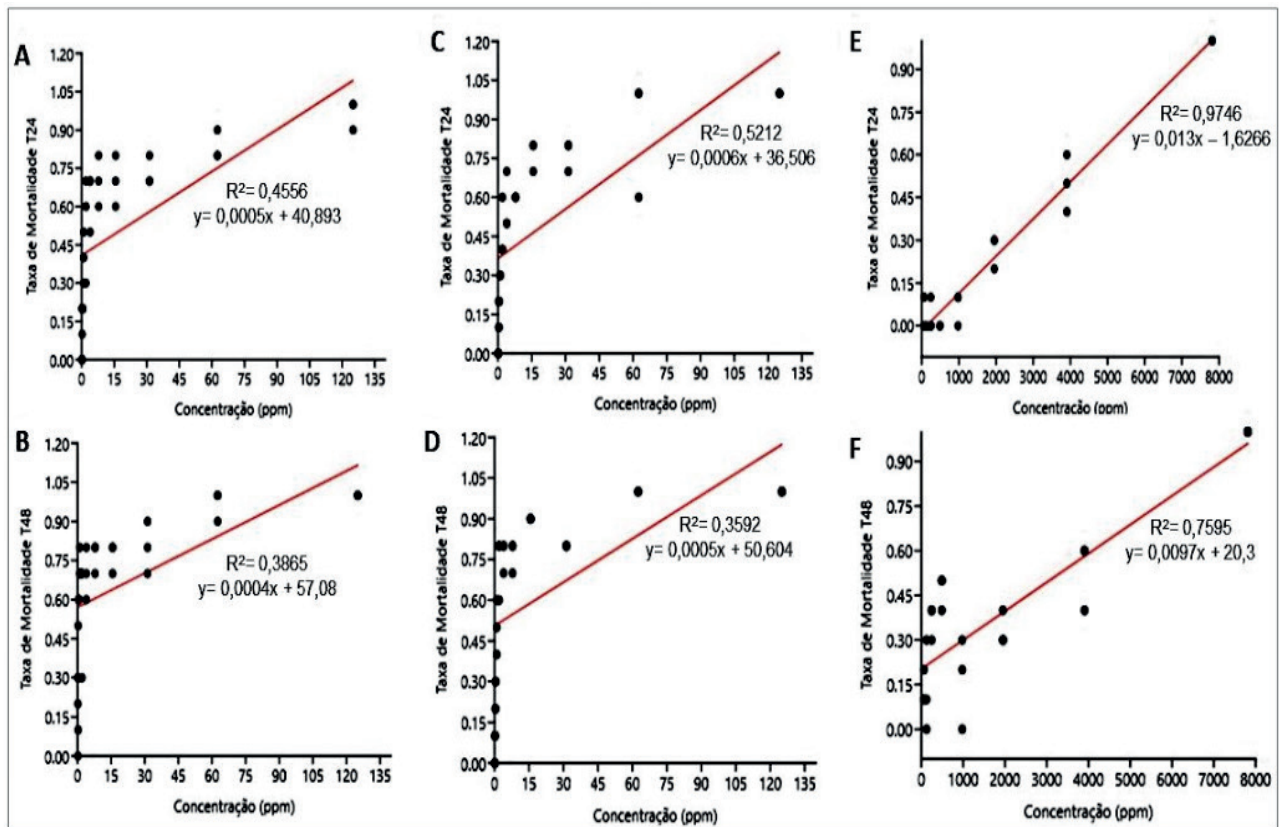 A
Taxa de Mortalidade T24
1.20
1.05
0.90
0.75
0.60
0.45
0.30
0.15
0.00
R²= 0,4556
y= 0,0005x + 40,893
0 15 30 45 60 75 90 105 120 135
Concentração (ppm)
C
Taxa de Mortalidade T24
1.20
1.05
0.90
0.75
0.60
0.45
0.30
0.15
0.00
R²= 0,5212
y= 0,0006x + 36,506
0 15 30 45 60 75 90 105 120 135
Concentração (ppm)
E
Taxa de Mortalidade T24
0.90
0.75
0.60
0.45
0.30
0.15
0.00
R²= 0,9746
y= 0,013x – 1,6266
0 1000 2000 3000 4000 5000 6000 7000 8000
Concentração (ppm)
B
Taxa de Mortalidade T48
1.20
1.05
0.90
0.75
0.60
0.45
0.30
0.15
0.00
R²= 0,3865
y= 0,0004x + 57,08
0 15 30 45 60 75 90 105 120 135
Concentração (ppm)
D
Taxa de Mortalidade T48
1.20
1.05
0.90
0.75
0.60
0.45
0.30
0.15
0.00
R²= 0,3592
y= 0,0005x + 50,604
0 15 30 45 60 75 90 105 120 135
Concentração (ppm)
F
Taxa de Mortalidade T48
0.90
0.75
0.60
0.45
0.30
0.15
0.00
R²= 0,7595
y= 0,0097x + 20,3
0 1000 2000 3000 4000 5000 6000 7000 8000
Concentração (ppm)